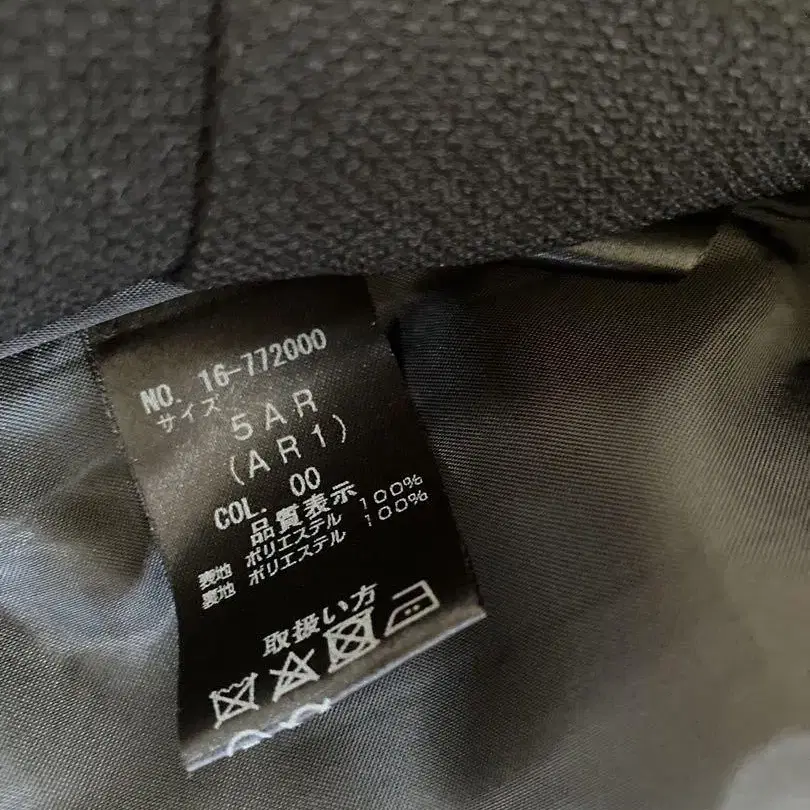 NO. 16-772000
サイズ
5AR
(AR1)
COL. 00
品質表示
表地 ポリエステル 100%
裏地 ポリエステル 100%
取扱い方